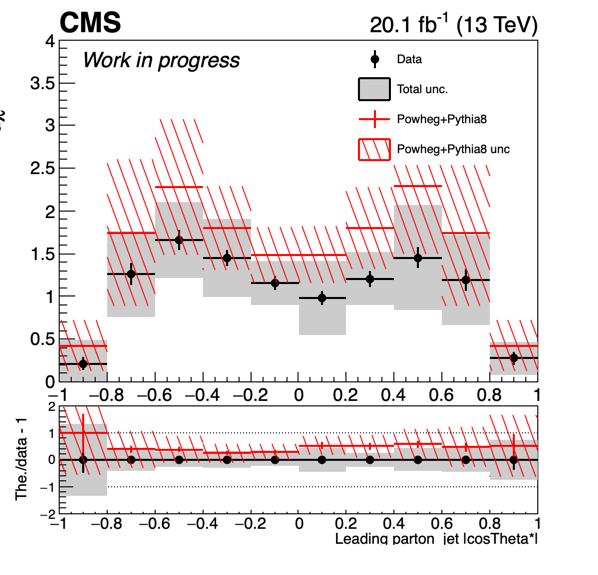 CMS 20.1 fb⁻¹ (13 TeV)
Work in progress
Data
Total unc.
Powheg+Pythia8
Powheg+Pythia8 unc
4
3.5
3
2.5
2
1.5
1
0.5
0
−1 −0.8 −0.6 −0.4 −0.2 0 0.2 0.4 0.6 0.8 1
The./data - 1
2
1
0
−1
−2
−1 −0.8 −0.6 −0.4 −0.2 0 0.2 0.4 0.6 0.8 1
Leading parton jet |cosTheta*|